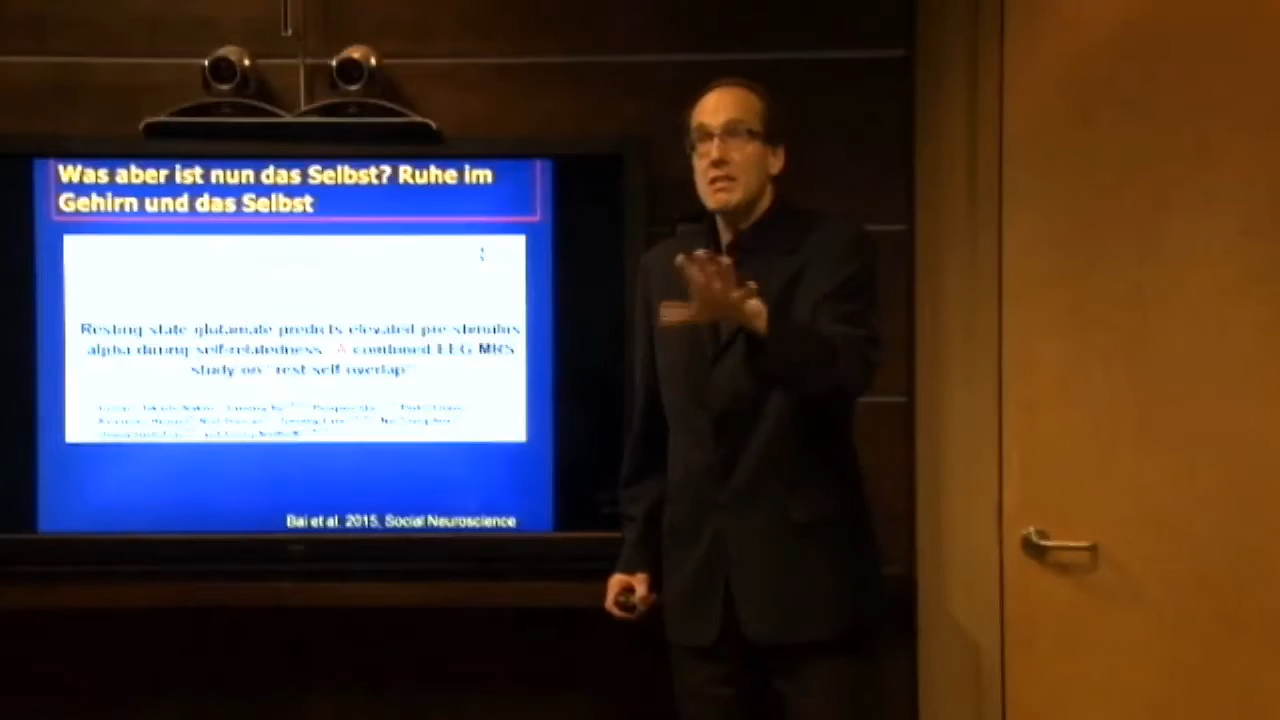 Was aber ist nun das Selbst? Ruhe im
Gehirn und das Selbst
Resting state glutamate predicts elevated pre stimulus
alpha during self-relatedness A combined EEG MRS
study on "rest self overlap"
Bai et al. 2015, Social Neuroscience